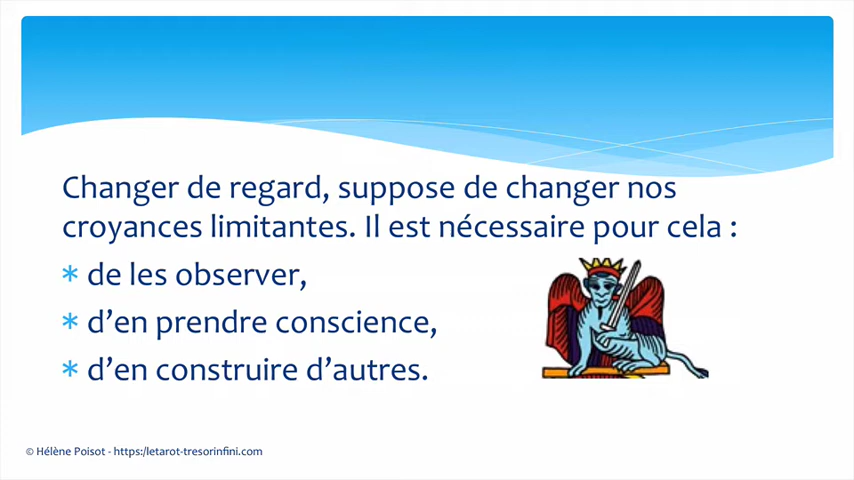 Changer de regard, suppose de changer nos
croyances limitantes. Il est nécessaire pour cela :
* de les observer,
* d’en prendre conscience,
* d’en construire d’autres.
© Hélène Poisot - https:/letarot-tresorinfini.com